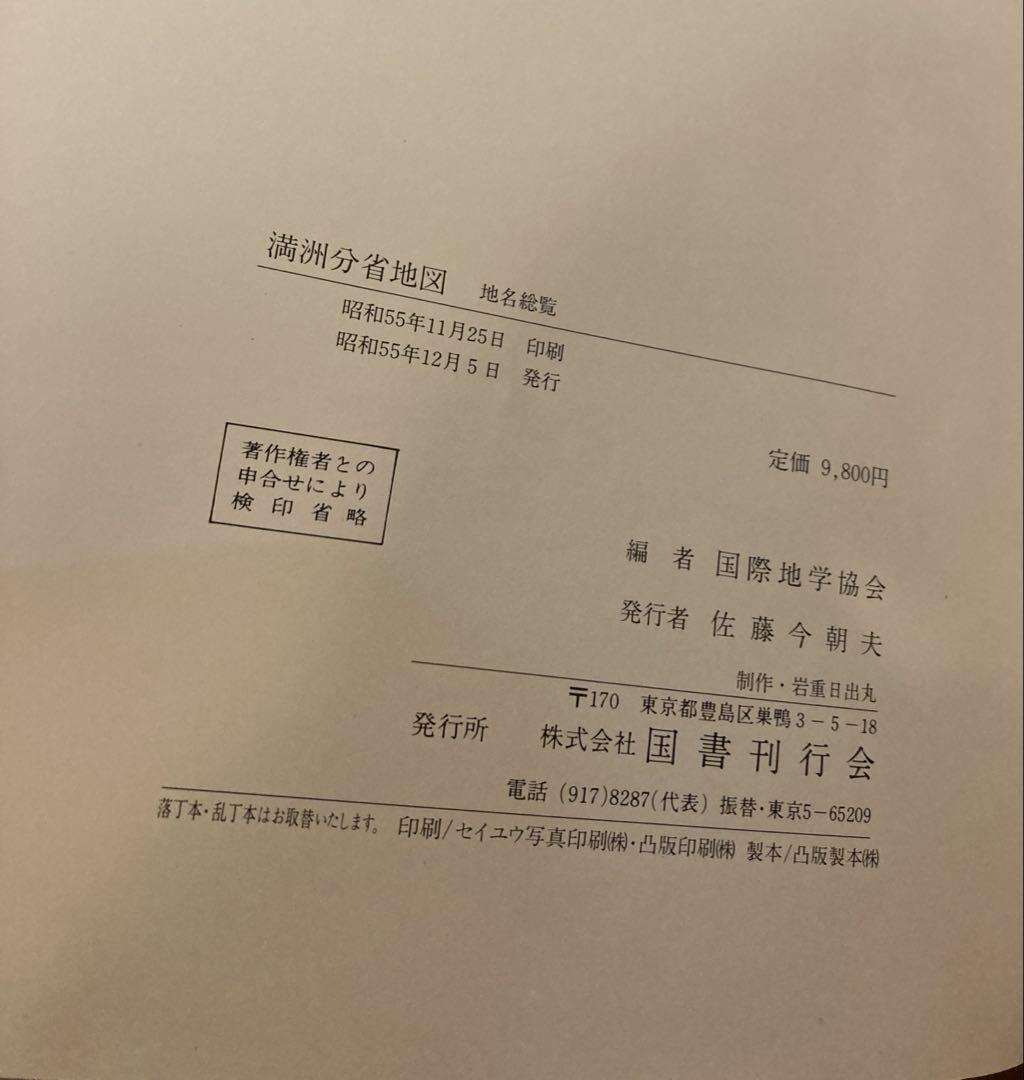 満洲分省地図　地名総覧
昭和55年11月25日　印刷
昭和55年12月5日　発行
定価 9,800円
著作権者との
申合せにより
検印省略
編者　国際地学協会
発行者　佐藤今朝夫
制作・岩重日出丸
〒170　東京都豊島区巣鴨3-5-18
発行所　株式会社 国書刊行会
電話 (917)8287(代表) 振替・東京5-65209
落丁本・乱丁本はお取替いたします。 印刷/セイユウ写真印刷㈱・凸版印刷㈱ 製本/凸版製本㈱